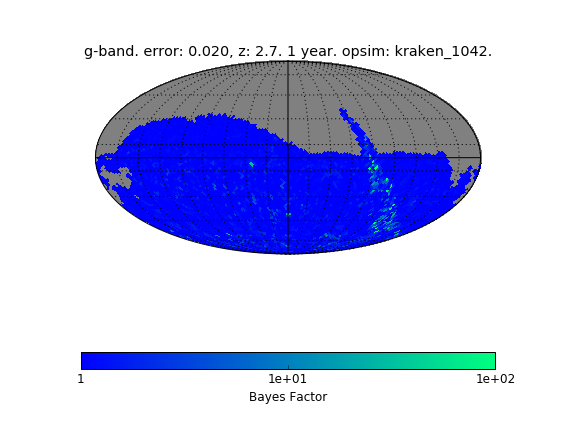 g-band. error: 0.020, z: 2.7. 1 year. opsim: kraken_1042.
1 1e+01 1e+02
Bayes Factor